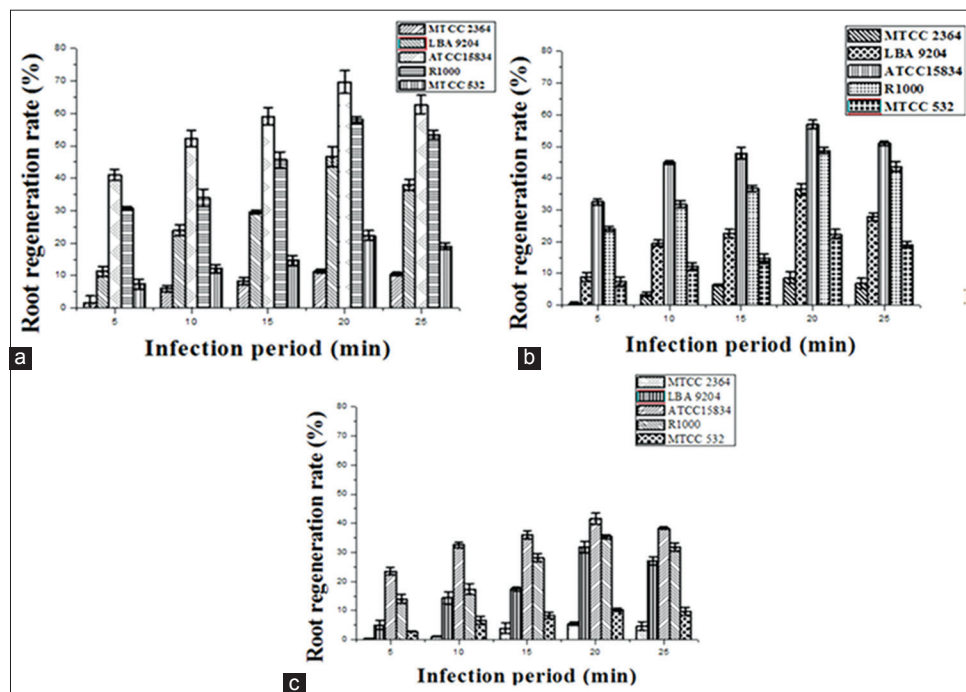 MTCC 2364
LBA 9204
ATCC15834
R1000
MTCC 532
Root regeneration rate (%)
80
70
60
50
40
30
20
10
0
5 10 15 20 25
Infection period (min)
a
MTCC 2364
LBA 9204
ATCC15834
R1000
MTCC 532
Root regeneration rate (%)
80
70
60
50
40
30
20
10
0
5 10 15 20 25
Infection period (min)
b
MTCC 2364
LBA 9204
ATCC15834
R1000
MTCC 532
Root regeneration rate (%)
80
70
60
50
40
30
20
10
0
5 10 15 20 25
Infection period (min)
c